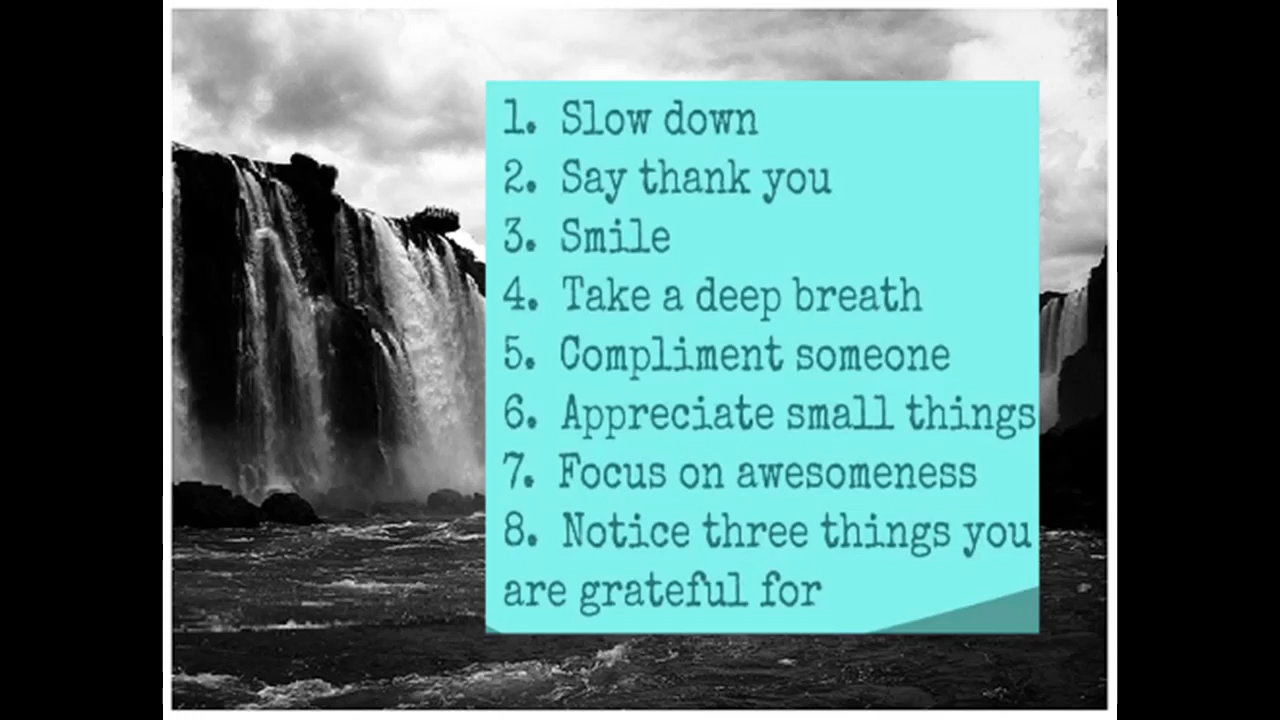 1. Slow down
2. Say thank you
3. Smile
4. Take a deep breath
5. Compliment someone
6. Appreciate small things
7. Focus on awesomeness
8. Notice three things you
are grateful for